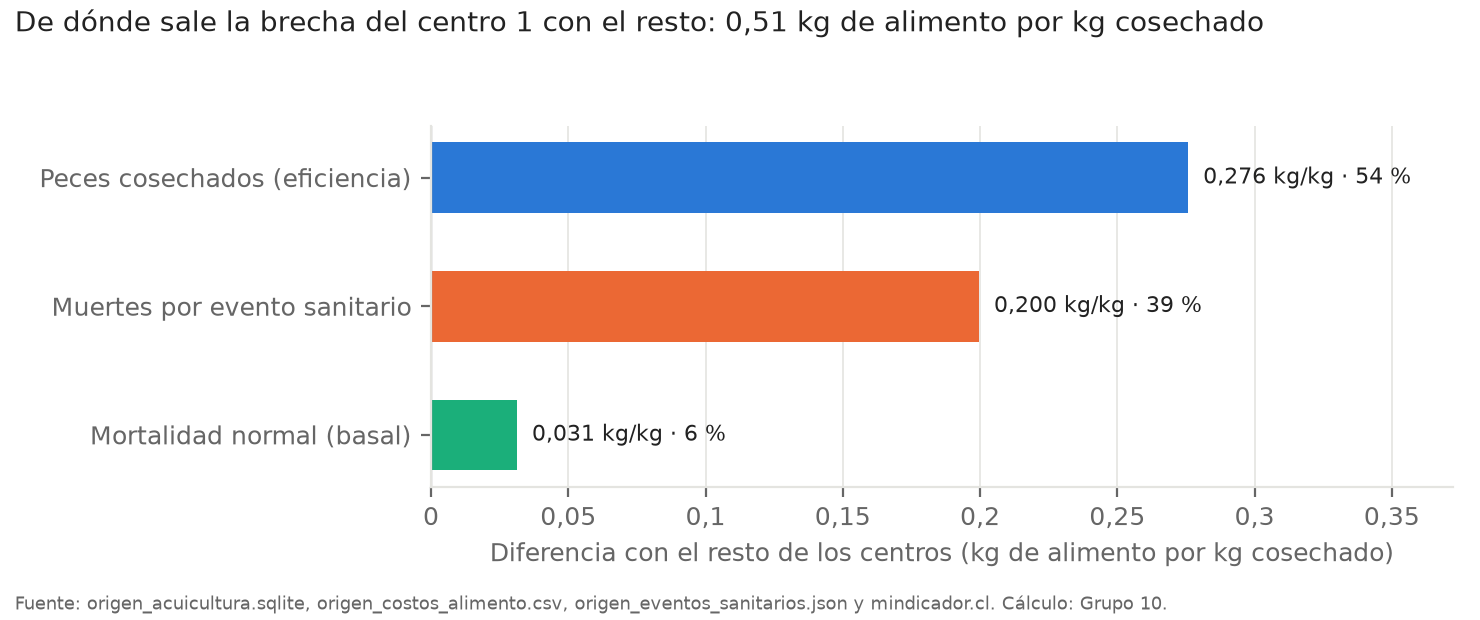 De dónde sale la brecha del centro 1 con el resto: 0,51 kg de alimento por kg cosechado
Peces cosechados (eficiencia)
0,276 kg/kg · 54 %
Muertes por evento sanitario
0,200 kg/kg · 39 %
Mortalidad normal (basal)
0,031 kg/kg · 6 %
0 0,05 0,1 0,15 0,2 0,25 0,3 0,35
Diferencia con el resto de los centros (kg de alimento por kg cosechado)
Fuente: origen_acuicultura.sqlite, origen_costos_alimento.csv, origen_eventos_sanitarios.json y mindicador.cl. Cálculo: Grupo 10.